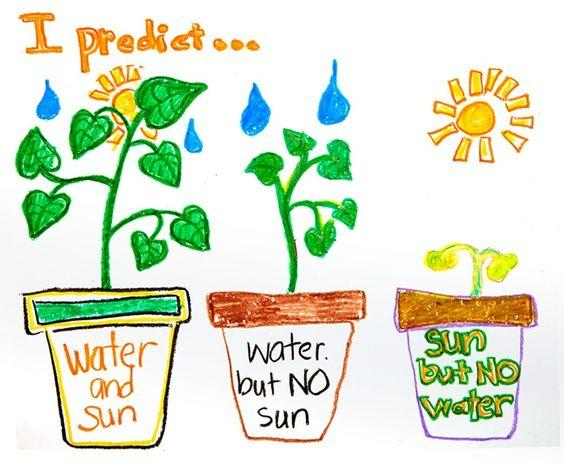 I predict...
water
and
sun
water.
but NO
sun
sun
but NO
water